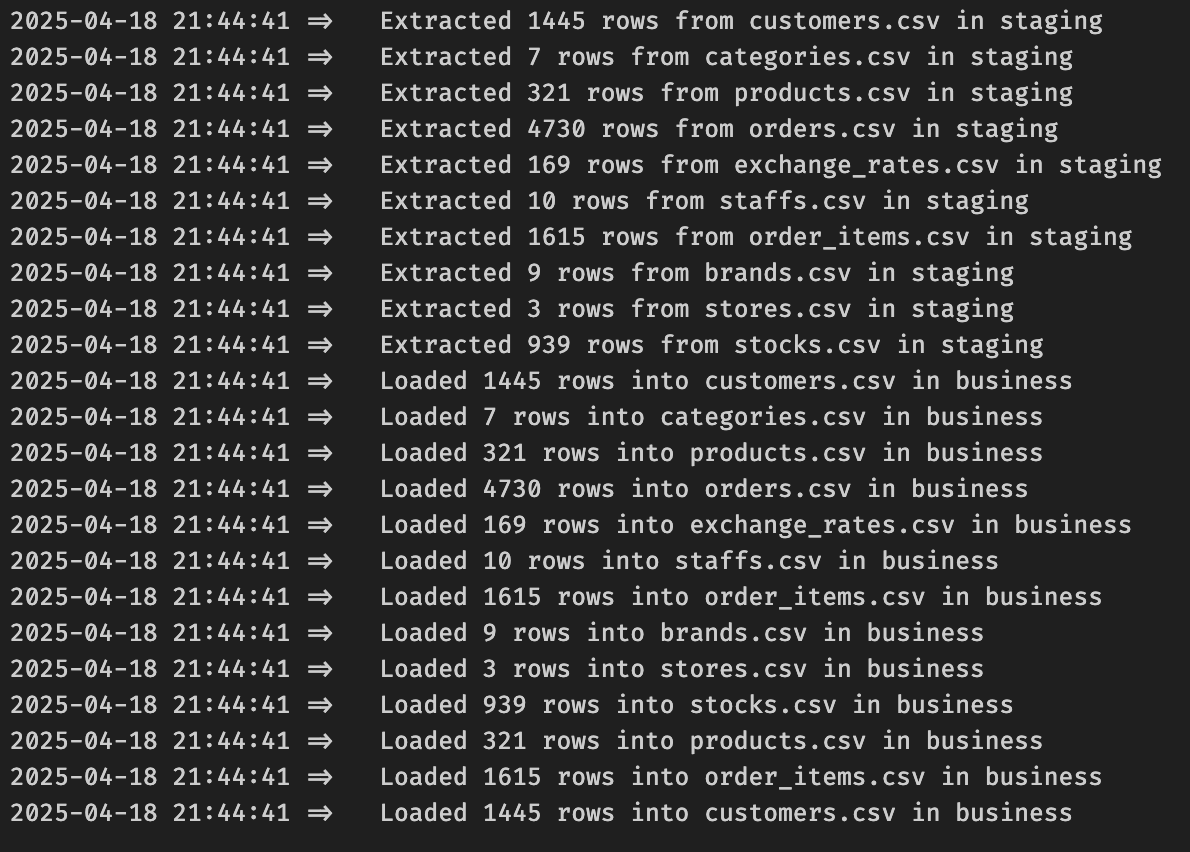 2025-04-18 21:44:41 => Extracted 1445 rows from customers.csv in staging
2025-04-18 21:44:41 => Extracted 7 rows from categories.csv in staging
2025-04-18 21:44:41 => Extracted 321 rows from products.csv in staging
2025-04-18 21:44:41 => Extracted 4730 rows from orders.csv in staging
2025-04-18 21:44:41 => Extracted 169 rows from exchange_rates.csv in staging
2025-04-18 21:44:41 => Extracted 10 rows from staffs.csv in staging
2025-04-18 21:44:41 => Extracted 1615 rows from order_items.csv in staging
2025-04-18 21:44:41 => Extracted 9 rows from brands.csv in staging
2025-04-18 21:44:41 => Extracted 3 rows from stores.csv in staging
2025-04-18 21:44:41 => Extracted 939 rows from stocks.csv in staging
2025-04-18 21:44:41 => Loaded 1445 rows into customers.csv in business
2025-04-18 21:44:41 => Loaded 7 rows into categories.csv in business
2025-04-18 21:44:41 => Loaded 321 rows into products.csv in business
2025-04-18 21:44:41 => Loaded 4730 rows into orders.csv in business
2025-04-18 21:44:41 => Loaded 169 rows into exchange_rates.csv in business
2025-04-18 21:44:41 => Loaded 10 rows into staffs.csv in business
2025-04-18 21:44:41 => Loaded 1615 rows into order_items.csv in business
2025-04-18 21:44:41 => Loaded 9 rows into brands.csv in business
2025-04-18 21:44:41 => Loaded 3 rows into stores.csv in business
2025-04-18 21:44:41 => Loaded 939 rows into stocks.csv in business
2025-04-18 21:44:41 => Loaded 321 rows into products.csv in business
2025-04-18 21:44:41 => Loaded 1615 rows into order_items.csv in business
2025-04-18 21:44:41 => Loaded 1445 rows into customers.csv in business